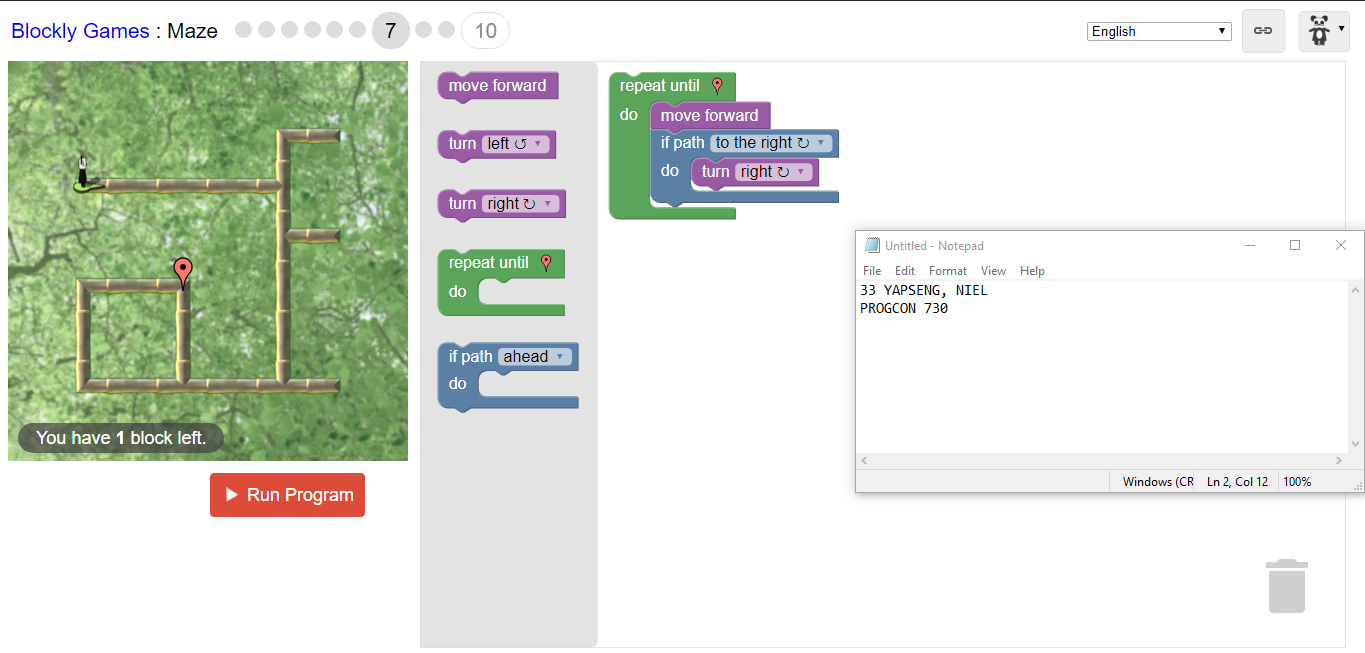 Blockly Games : Maze 7 10
English
You have 1 block left.
Run Program
move forward
turn left ↺
turn right ↻
repeat until
do
if path ahead
do
repeat until
do move forward
if path to the right ↻
do turn right ↻
Untitled - Notepad
File Edit Format View Help
33 YAPSENG, NIEL
PROGCON 730
Windows (CR Ln 2, Col 12 100%